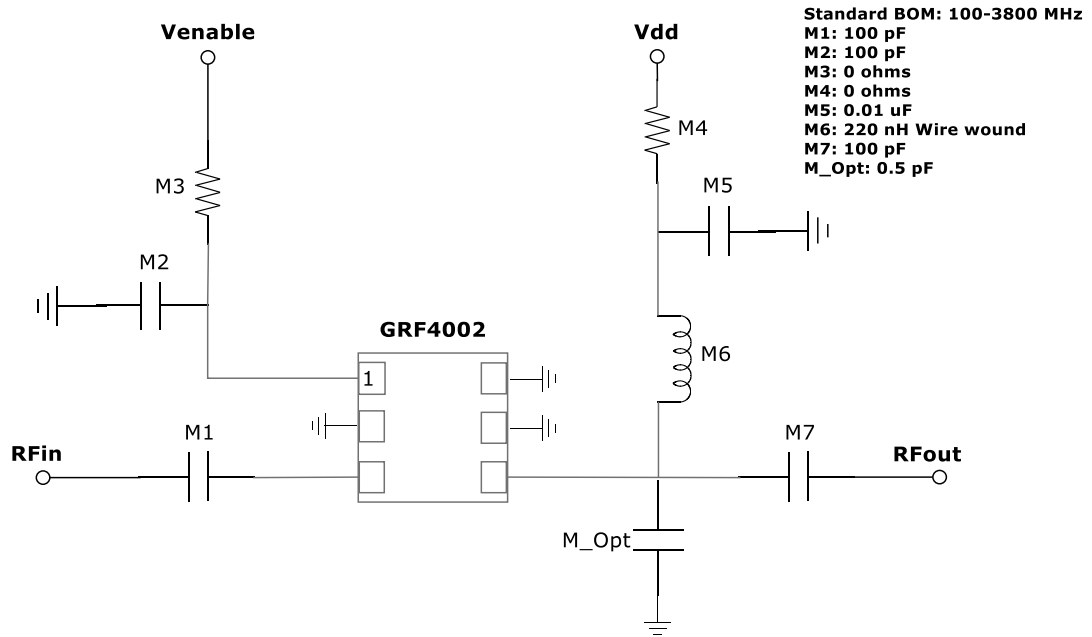 Standard BOM: 100-3800 MHz
M1: 100 pF
M2: 100 pF
M3: 0 ohms
M4: 0 ohms
M5: 0.01 uF
M6: 220 nH Wire wound
M7: 100 pF
M_Opt: 0.5 pF
Venable
Vdd
M4
M3
M5
M2
GRF4002
M6
1
M1
M7
RFin
RFout
M_Opt